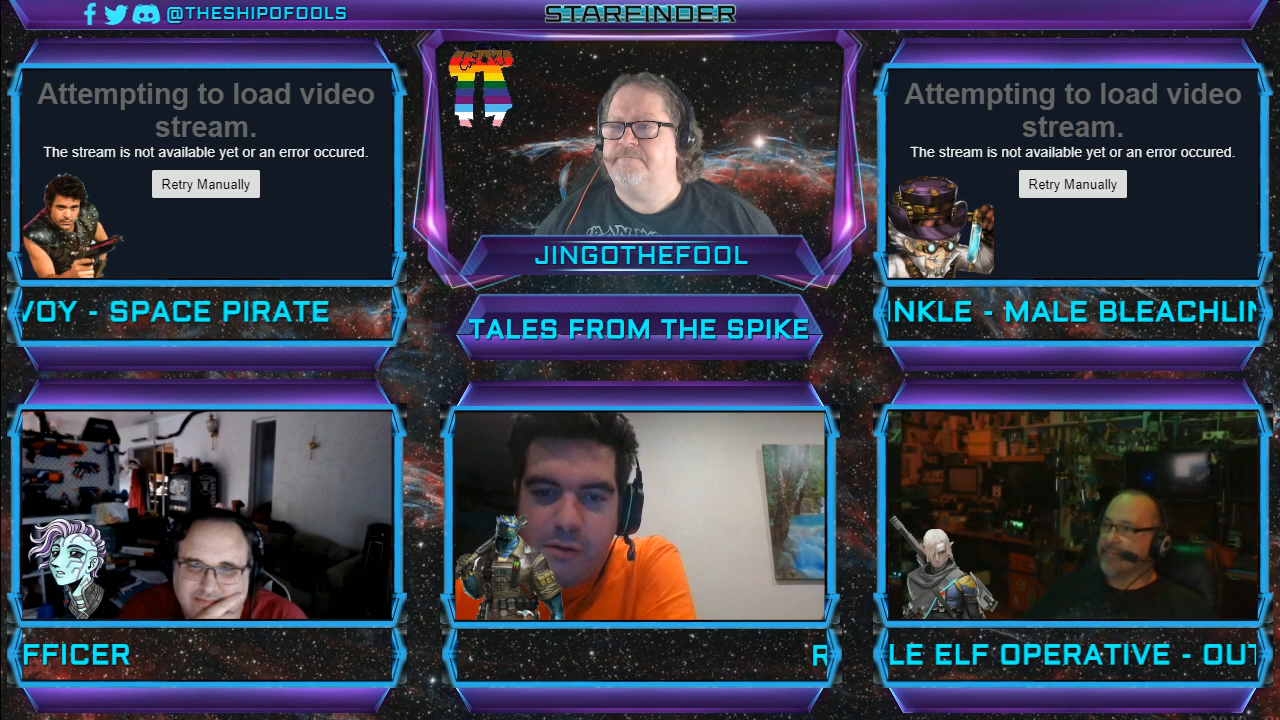 @THESHIPOFOOLS
STARFINDER
Attempting to load video
stream.
The stream is not available yet or an error occured.
Retry Manually
JINGOTHEFOOL
Attempting to load video
stream.
The stream is not available yet or an error occured.
Retry Manually
VOY - SPACE PIRATE
TALES FROM THE SPIKE
INKLE - MALE BLEACHLIN
FFICER
R
LE ELF OPERATIVE - OUT